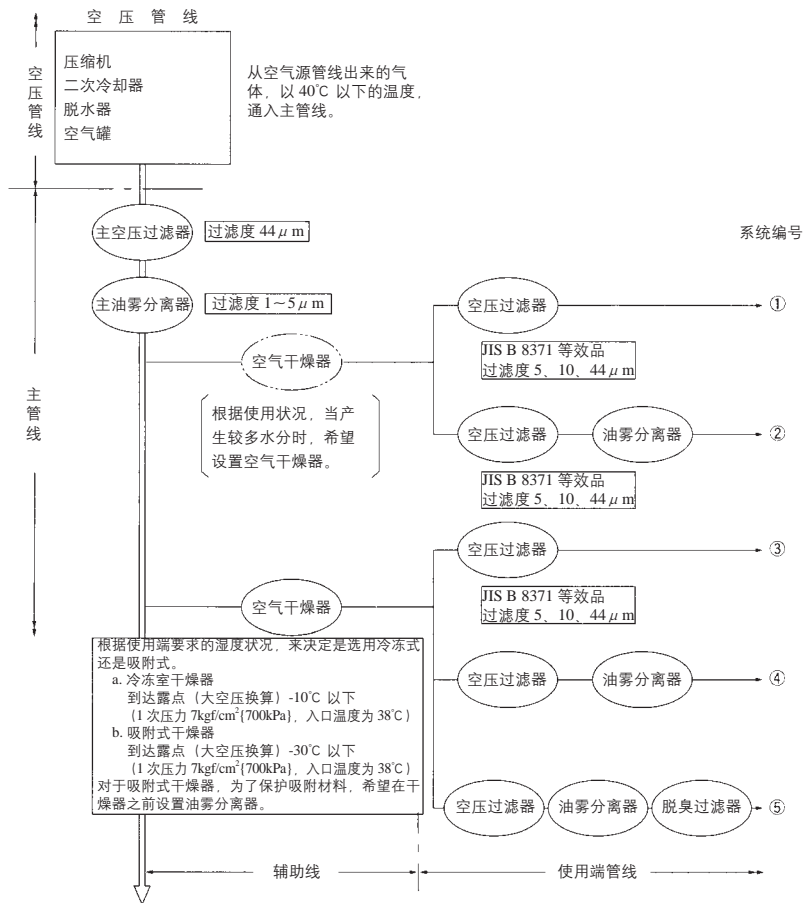 空压管线
空压管线
压缩机
二次冷却器
脱水器
空气罐
从空气源管线出来的气
体，以 40℃ 以下的温度，
通入主管线。
主空压过滤器
过滤度 44μm
系统编号
主油雾分离器
过滤度 1~5μm
空压过滤器
①
空气干燥器
JIS B 8371 等效品
过滤度 5、10、44μm
主管线
根据使用状况，当产
生较多水分时，希望
设置空气干燥器。
空压过滤器
油雾分离器
②
JIS B 8371 等效品
过滤度 5、10、44μm
空压过滤器
③
空气干燥器
JIS B 8371 等效品
过滤度 5、10、44μm
根据使用端要求的湿度状况，来决定是选用冷冻式
还是吸附式。
a. 冷冻室干燥器
到达露点（大空压换算）-10℃ 以下
（1 次压力 7kgf/cm²{700kPa}，入口温度为 38℃）
b. 吸附式干燥器
到达露点（大空压换算）-30℃ 以下
（1 次压力 7kgf/cm²{700kPa}，入口温度为 38℃）
对于吸附式干燥器，为了保护吸附材料，希望在干
燥器之前设置油雾分离器。
空压过滤器
油雾分离器
④
空压过滤器
油雾分离器
脱臭过滤器
⑤
辅助线
使用端管线